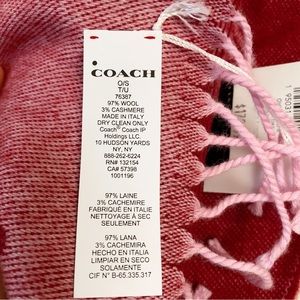 COACH
O/S
T/U
76387
97% WOOL
3% CASHMERE
MADE IN ITALY
DRY CLEAN ONLY
Coach® Coach IP
Holdings LLC.
10 HUDSON YARDS
NY, NY
888-262-6224
RN# 132154
CA# 57398
1001196
97% LAINE
3% CACHEMIRE
FABRIQUÉ EN ITALIE
NETTOYAGE À SEC
SEULEMENT
97% LANA
3% CACHEMIRA
HECHO EN ITALIA
LIMPIAR EN SECO
SOLAMENTE
CIF N° B-65.335.317